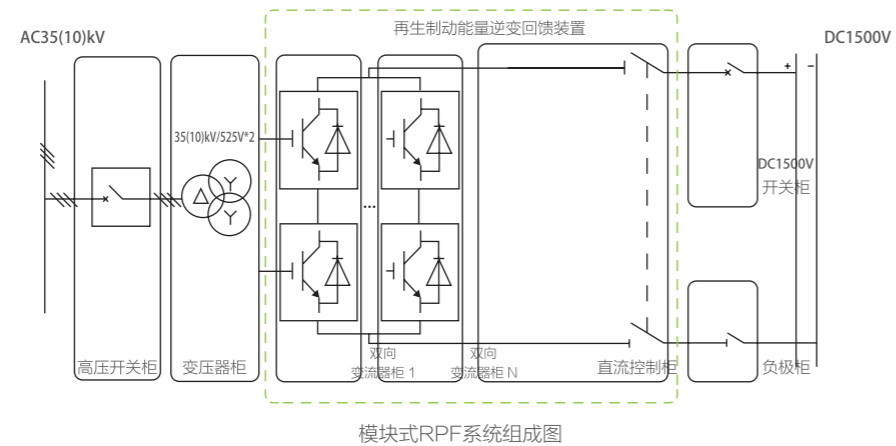 再生制动能量逆变回馈装置
AC35(10)kV
DC1500V
+
−
35(10)kV/525V*2
...
DC1500V
开关柜
高压开关柜
变压器柜
双向
变流器柜 1
双向
变流器柜 N
直流控制柜
负极柜
模块式RPF系统组成图